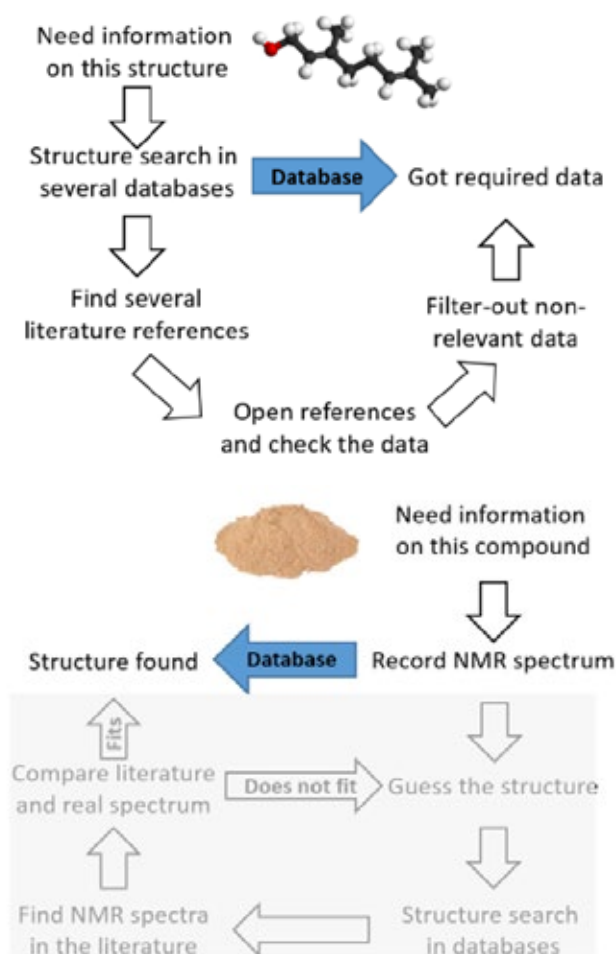 Need information
on this structure
Structure search in
several databases
Database
Got required data
Find several
literature references
Filter-out non-
relevant data
Open references
and check the data
Need information
on this compound
Structure found
Database
Record NMR spectrum
Fits
Compare literature
and real spectrum
Does not fit
Guess the structure
Find NMR spectra
in the literature
Structure search
in databases